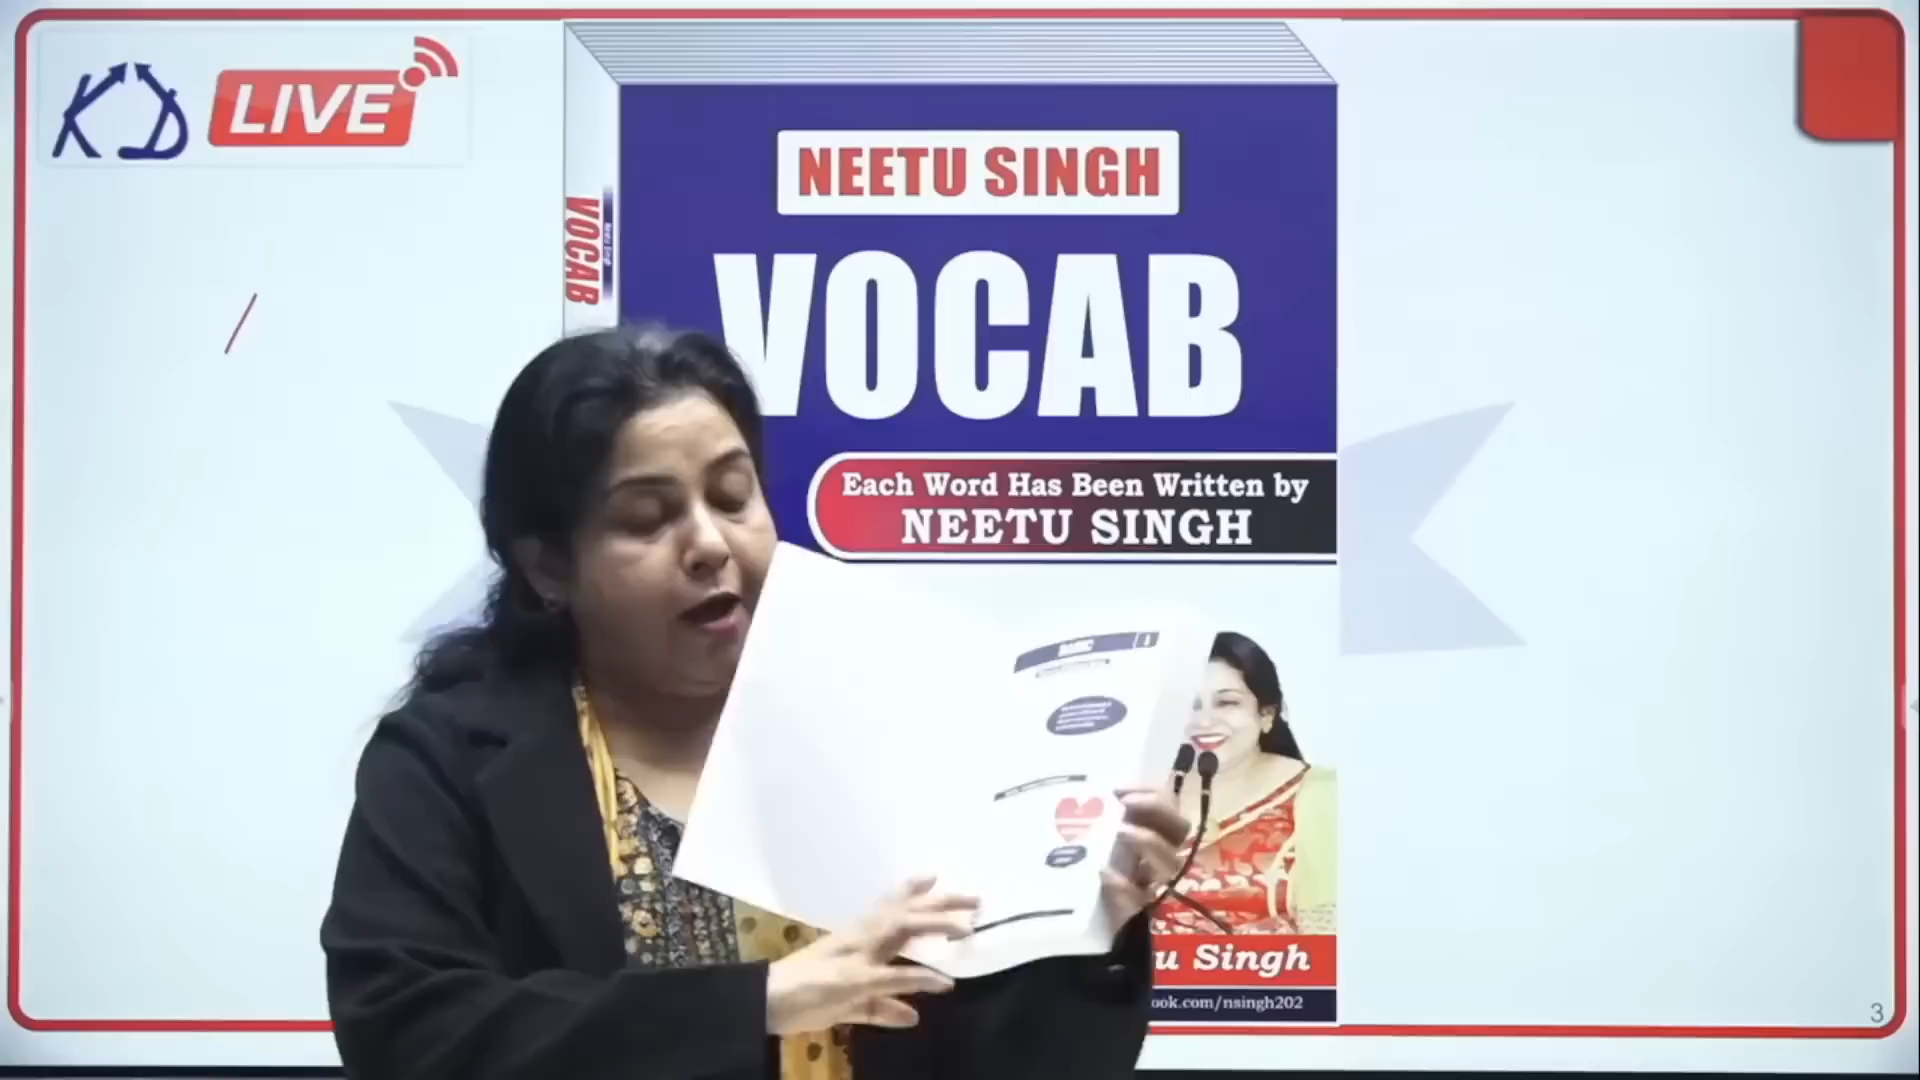 KD LIVE
NEETU SINGH
VOCAB
VOCAB
Neetu Singh
Each Word Has Been Written by
NEETU SINGH
u Singh
ook.com/nsingh202
3